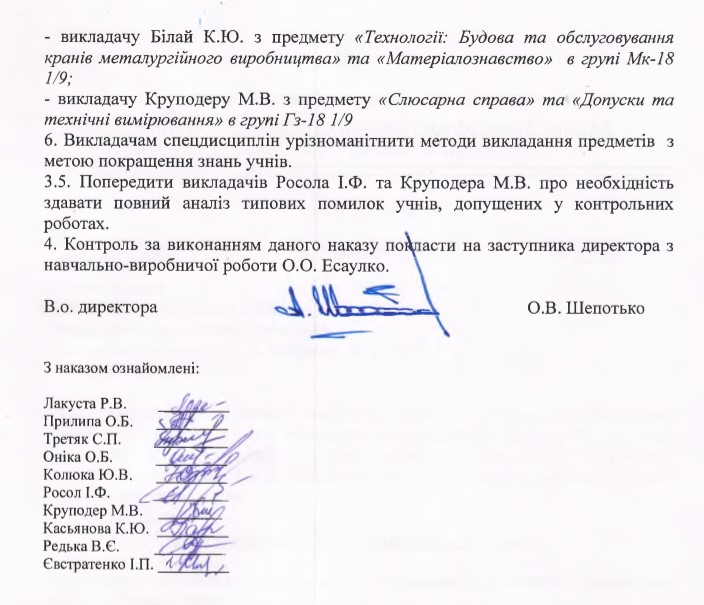 - викладачу Білай К.Ю. з предмету «Технології: Будова та обслуговування
кранів металургійного виробництва» та «Матеріалознавство» в групі Мк-18
1/9;
- викладачу Круподеру М.В. з предмету «Слюсарна справа» та «Допуски та
технічні вимірювання» в групі Гз-18 1/9
6. Викладачам спецдисциплін урізноманітнити методи викладання предметів з
метою покращення знань учнів.
3.5. Попередити викладачів Росола І.Ф. та Круподера М.В. про необхідність
здавати повний аналіз типових помилок учнів, допущених у контрольних
роботах.
4. Контроль за виконанням даного наказу покласти на заступника директора з
навчально-виробничої роботи О.О. Есаулко.
В.о. директора О.В. Шепотько
З наказом ознайомлені:
Лакуста Р.В.
Прилипа О.Б.
Третяк С.П.
Оніка О.Б.
Колюка Ю.В.
Росол І.Ф.
Круподер М.В.
Касьянова К.Ю.
Редька В.Є.
Євстратенко І.П.